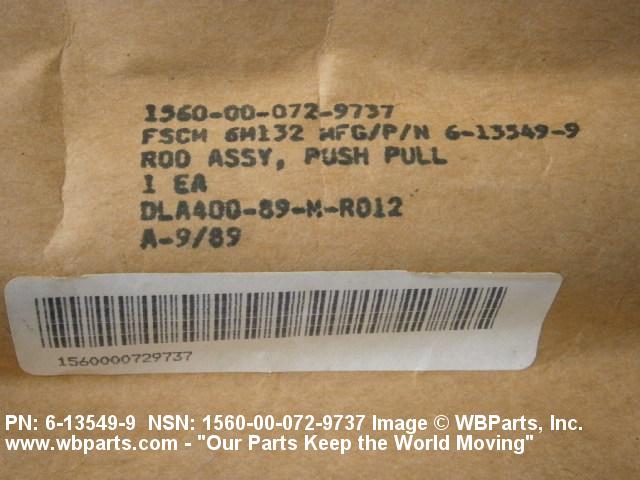 1560-00-072-9737
FSCM 6H132 MFG/P/N 6-13549-9
ROD ASSY, PUSH PULL
1 EA
DLA400-89-M-R012
A-9/89
1560000729737
PN: 6-13549-9 NSN: 1560-00-072-9737 Image © WBParts, Inc.
www.wbparts.com - "Our Parts Keep the World Moving"